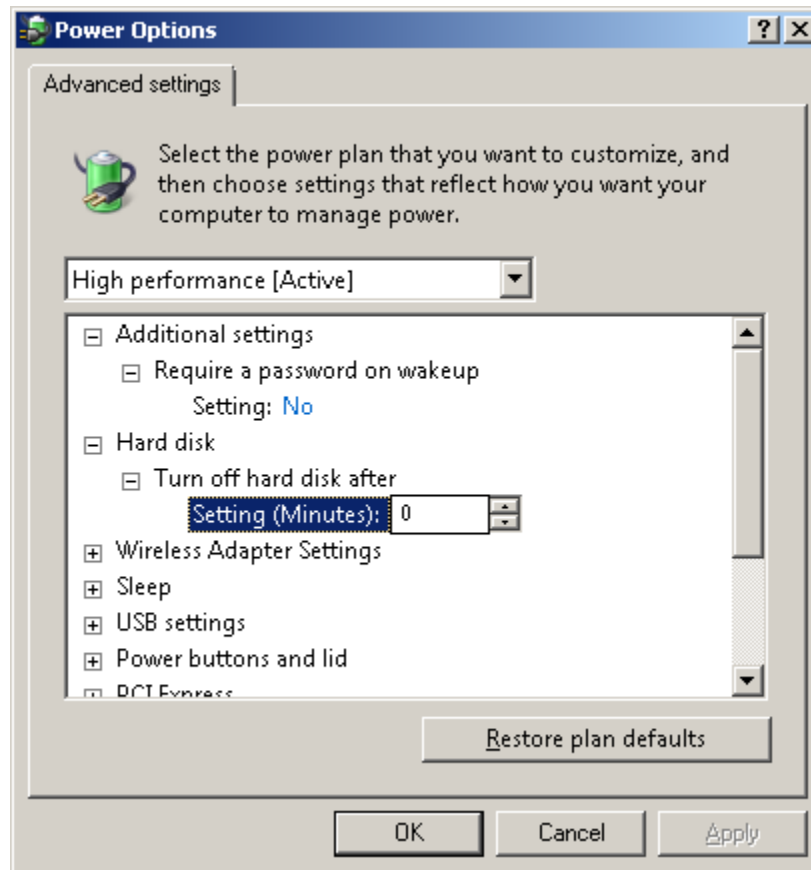 Power Options
Advanced settings
Select the power plan that you want to customize, and
then choose settings that reflect how you want your
computer to manage power.
High performance [Active]
Additional settings
Require a password on wakeup
Setting: No
Hard disk
Turn off hard disk after
Setting (Minutes): 0
Wireless Adapter Settings
Sleep
USB settings
Power buttons and lid
PCI Express
Restore plan defaults
OK Cancel Apply